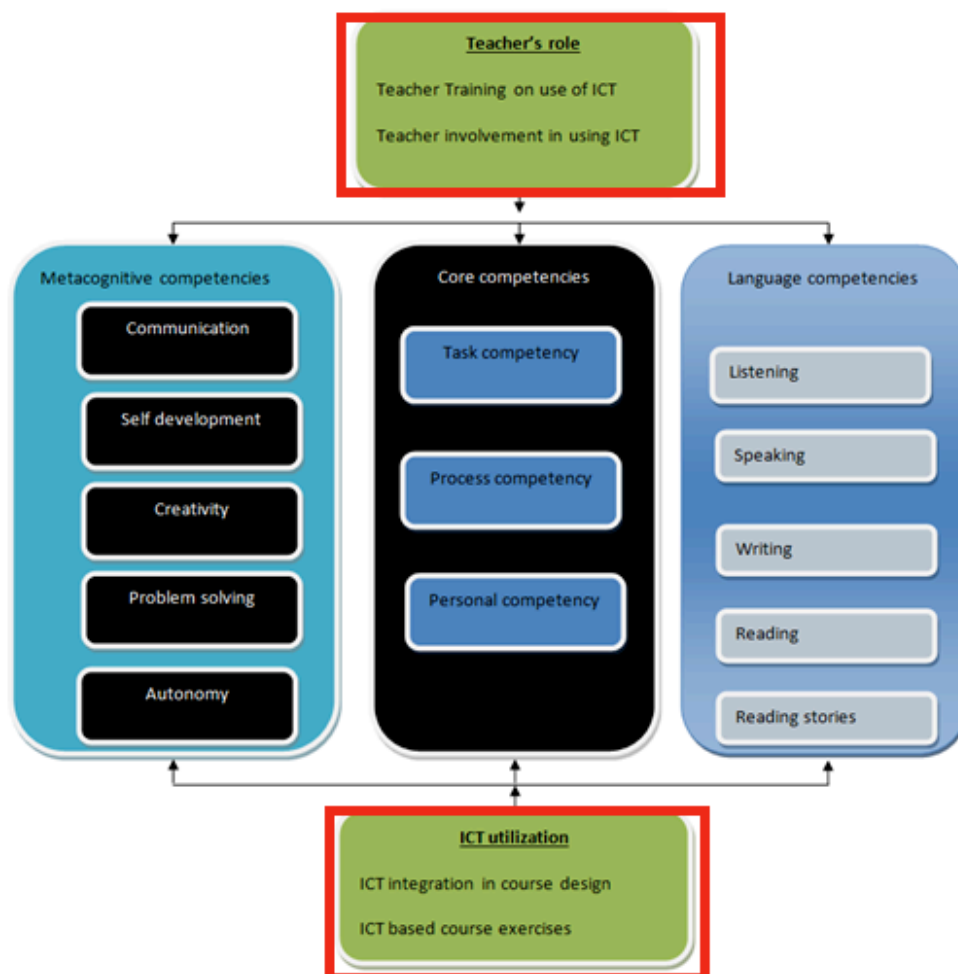 Teacher's role
Teacher Training on use of ICT
Teacher involvement in using ICT
Metacognitive competencies
Communication
Self development
Creativity
Problem solving
Autonomy
Core competencies
Task competency
Process competency
Personal competency
Language competencies
Listening
Speaking
Writing
Reading
Reading stories
ICT utilization
ICT integration in course design
ICT based course exercises